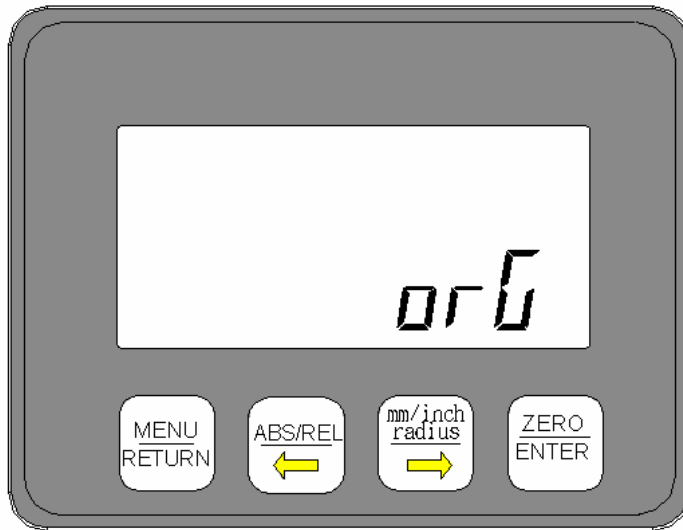 orG
MENU
RETURN
ABS/REL
mm/inch
radius
ZERO
ENTER